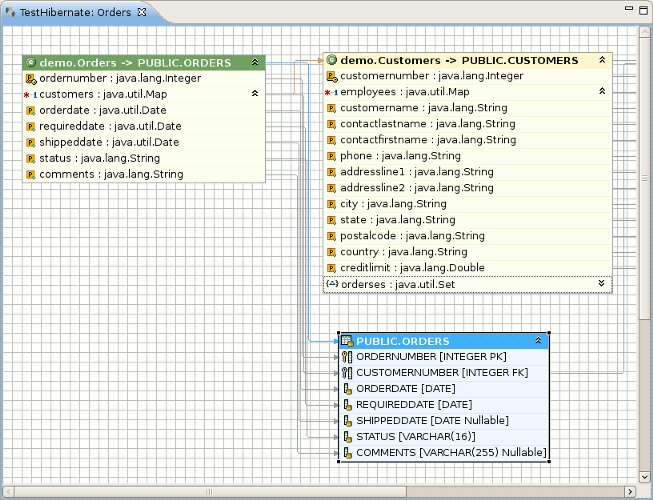 TestHibernate: Orders
demo.Orders -> PUBLIC.ORDERS
ordernumber : java.lang.Integer
customers : java.util.Map
orderdate : java.util.Date
requireddate : java.util.Date
shippeddate : java.util.Date
status : java.lang.String
comments : java.lang.String
demo.Customers -> PUBLIC.CUSTOMERS
customernumber : java.lang.Integer
employees : java.util.Map
customername : java.lang.String
contactlastname : java.lang.String
contactfirstname : java.lang.String
phone : java.lang.String
addressline1 : java.lang.String
addressline2 : java.lang.String
city : java.lang.String
state : java.lang.String
postalcode : java.lang.String
country : java.lang.String
creditlimit : java.lang.Double
orderses : java.util.Set
PUBLIC.ORDERS
ORDERNUMBER [INTEGER PK]
CUSTOMERNUMBER [INTEGER FK]
ORDERDATE [DATE]
REQUIREDDATE [DATE]
SHIPPEDDATE [DATE Nullable]
STATUS [VARCHAR(16)]
COMMENTS [VARCHAR(255) Nullable]